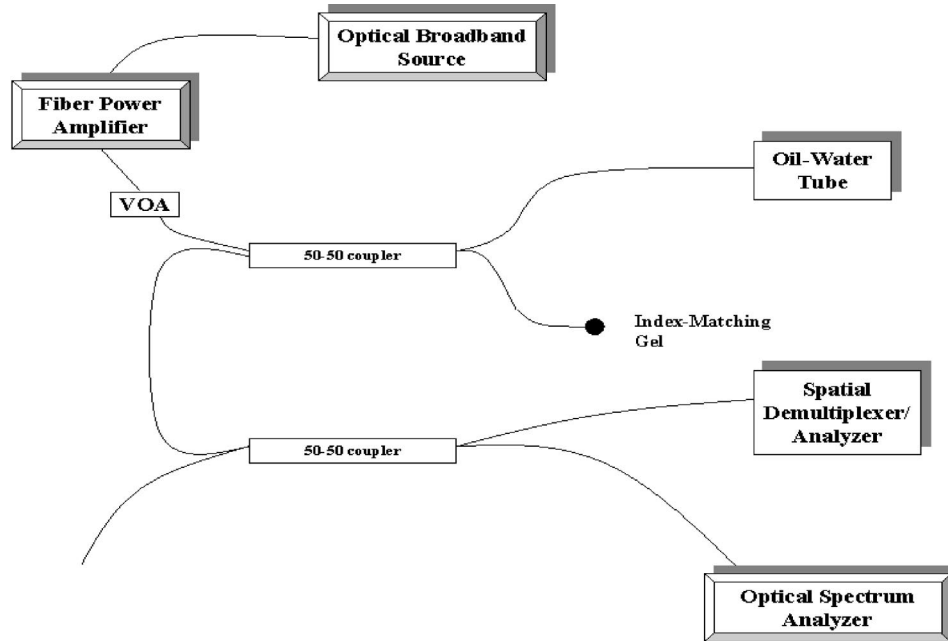 Optical Broadband
Source
Fiber Power
Amplifier
Oil-Water
Tube
VOA
50-50 coupler
Index-Matching
Gel
Spatial
Demultiplexer/
Analyzer
50-50 coupler
Optical Spectrum
Analyzer